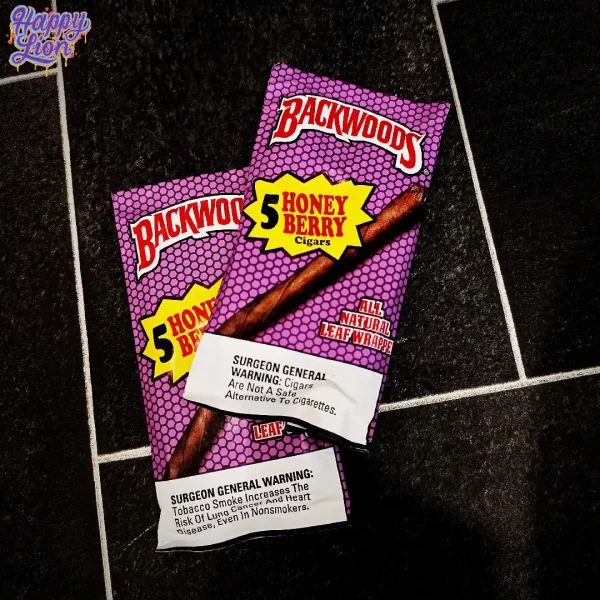 Happy
Lion
BACKWOODS
5 HONEY
BERRY
Cigars
ALL
NATURAL
LEAF WRAPPE
SURGEON GENERAL
WARNING: Cigars
Are Not A Safe
Alternative To Cigarettes.
BACKWOO
5 HONE
BE
LEAF
SURGEON GENERAL WARNING:
Tobacco Smoke Increases The
Risk Of Lung Cancer And Heart
Disease, Even In Nonsmokers.